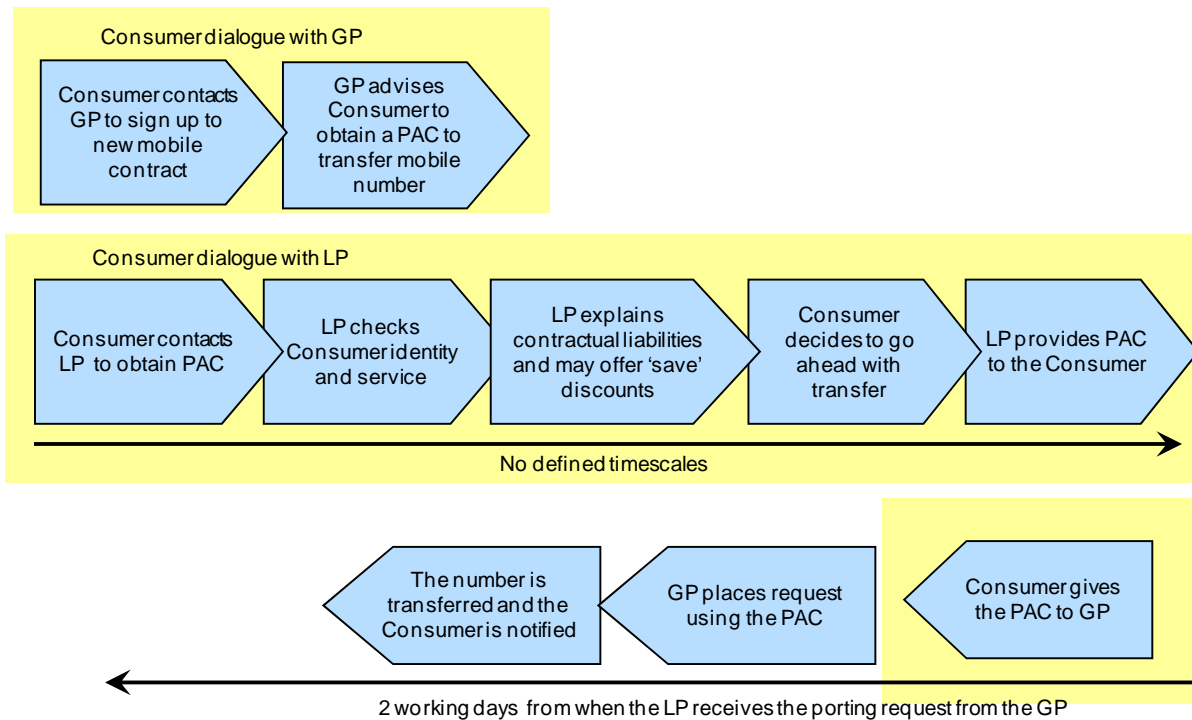 Consumer dialogue with GP
Consumer contacts
GP to sign up to
new mobile
contract
GP advises
Consumer to
obtain a PAC to
transfer mobile
number
Consumer dialogue with LP
Consumer contacts
LP to obtain PAC
LP checks
Consumer identity
and service
LP explains
contractual liabilities
and may offer ‘save’
discounts
Consumer
decides to go
ahead with
transfer
LP provides PAC
to the Consumer
No defined timescales
The number is
transferred and the
Consumer is notified
GP places request
using the PAC
Consumer gives
the PAC to GP
2 working days from when the LP receives the porting request from the GP